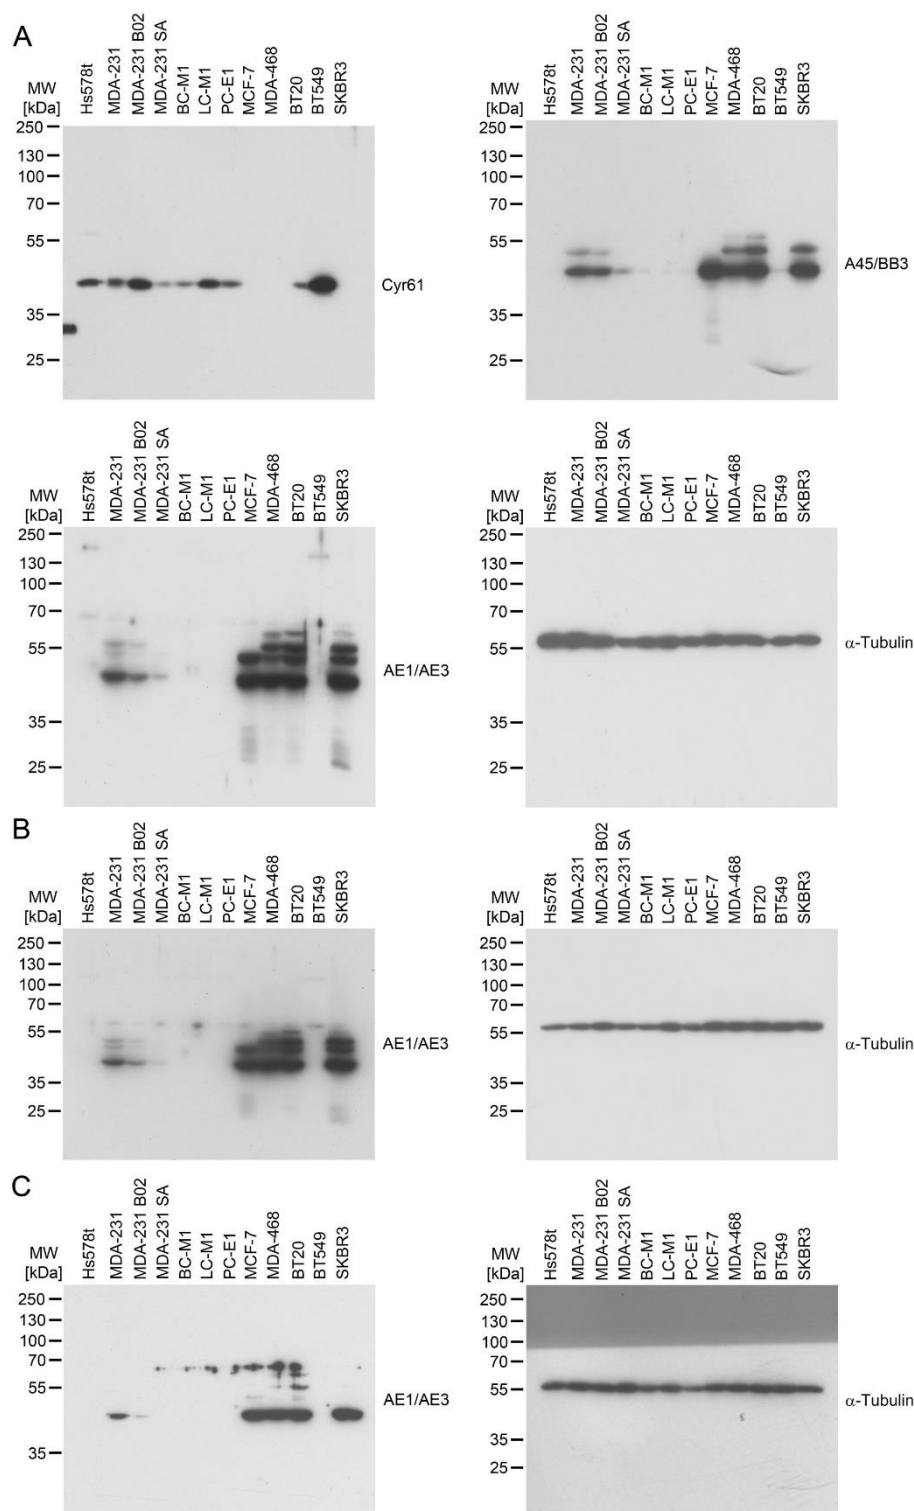 A
MW
[kDa]
Hs578t
MDA-231
MDA-231 B02
MDA-231 SA
BC-M1
LC-M1
PC-E1
MCF-7
MDA-468
BT20
BT549
SKBR3
250
130
100
70
55
35
25
Cyr61
MW
[kDa]
Hs578t
MDA-231
MDA-231 B02
MDA-231 SA
BC-M1
LC-M1
PC-E1
MCF-7
MDA-468
BT20
BT549
SKBR3
250
130
100
70
55
35
25
A45/BB3
MW
[kDa]
Hs578t
MDA-231
MDA-231 B02
MDA-231 SA
BC-M1
LC-M1
PC-E1
MCF-7
MDA-468
BT20
BT549
SKBR3
250
130
100
70
55
35
25
AE1/AE3
MW
[kDa]
Hs578t
MDA-231
MDA-231 B02
MDA-231 SA
BC-M1
LC-M1
PC-E1
MCF-7
MDA-468
BT20
BT549
SKBR3
250
130
100
70
55
35
25
α-Tubulin
B
MW
[kDa]
Hs578t
MDA-231
MDA-231 B02
MDA-231 SA
BC-M1
LC-M1
PC-E1
MCF-7
MDA-468
BT20
BT549
SKBR3
250
130
100
70
55
35
25
AE1/AE3
MW
[kDa]
Hs578t
MDA-231
MDA-231 B02
MDA-231 SA
BC-M1
LC-M1
PC-E1
MCF-7
MDA-468
BT20
BT549
SKBR3
250
130
100
70
55
35
25
α-Tubulin
C
MW
[kDa]
Hs578t
MDA-231
MDA-231 B02
MDA-231 SA
BC-M1
LC-M1
PC-E1
MCF-7
MDA-468
BT20
BT549
SKBR3
250
130
100
70
55
35
AE1/AE3
MW
[kDa]
Hs578t
MDA-231
MDA-231 B02
MDA-231 SA
BC-M1
LC-M1
PC-E1
MCF-7
MDA-468
BT20
BT549
SKBR3
250
130
100
70
55
35
25
α-Tubulin